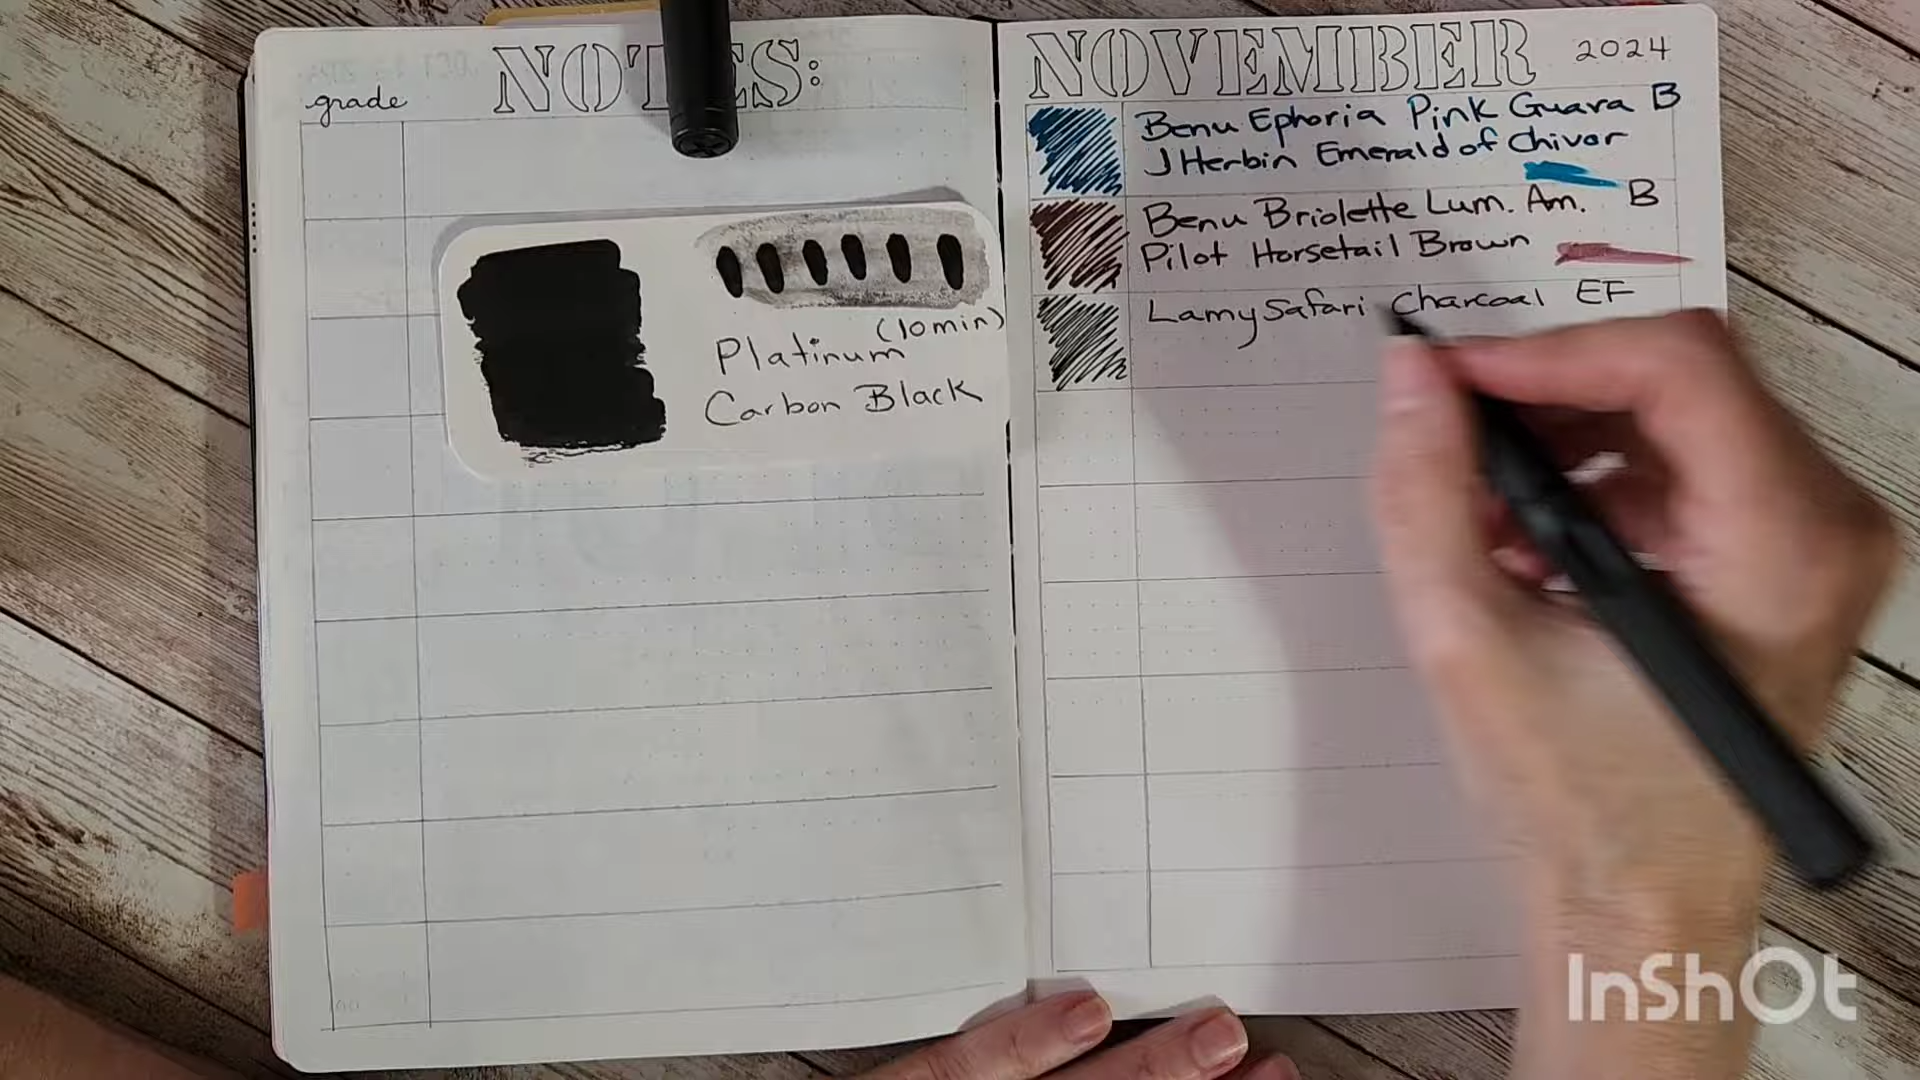 grade
NOTES:
(10min)
Platinum
Carbon Black
NOVEMBER 2024
Benu Ephoria Pink Guava B
J Herbin Emerald of Chivor
Benu Briolette Lum. Am. B
Pilot Horsetail Brown
Lamy Safari Charcoal EF
InShOt